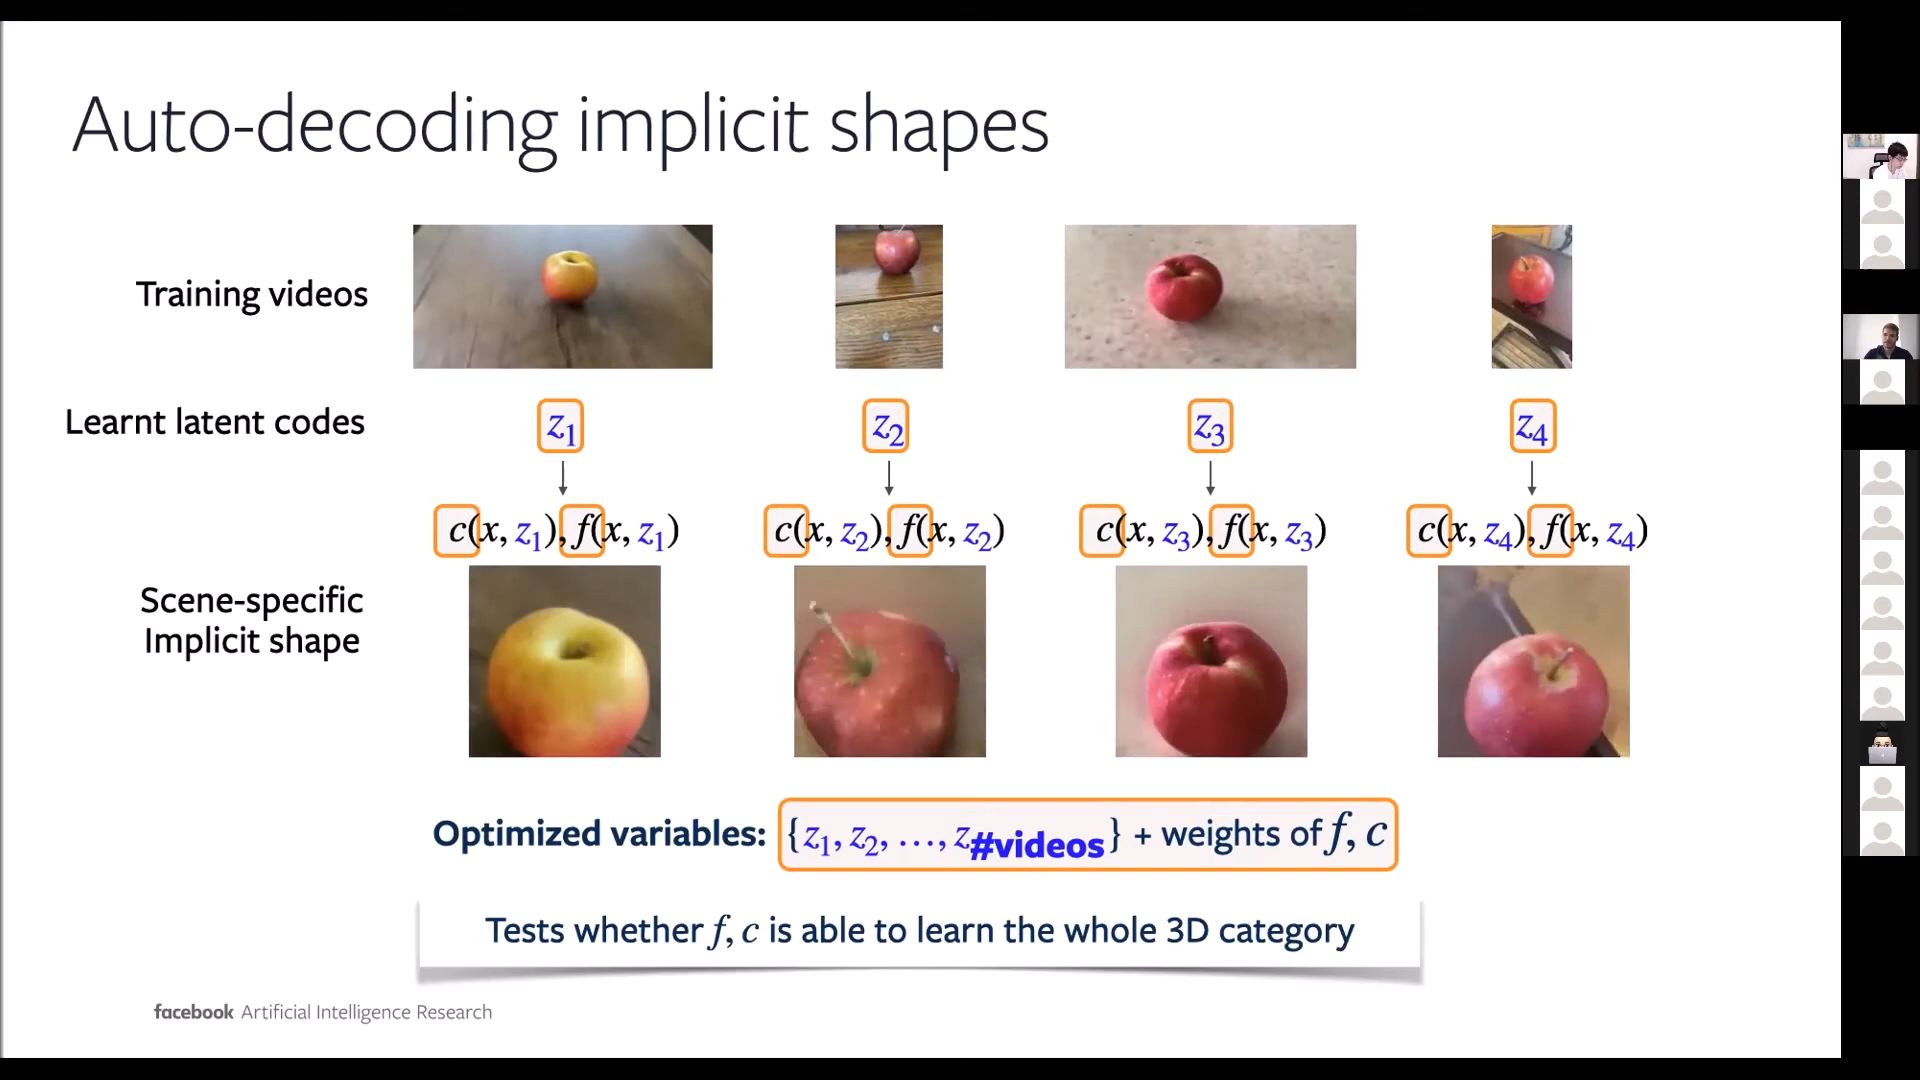 Auto-decoding implicit shapes
Training videos
Learnt latent codes
z₁ z₂ z₃ z₄
c(x, z₁), f(x, z₁) c(x, z₂), f(x, z₂) c(x, z₃), f(x, z₃) c(x, z₄), f(x, z₄)
Scene-specific
Implicit shape
Optimized variables: {z₁, z₂, …, z#videos} + weights of f, c
Tests whether f, c is able to learn the whole 3D category
facebook Artificial Intelligence Research